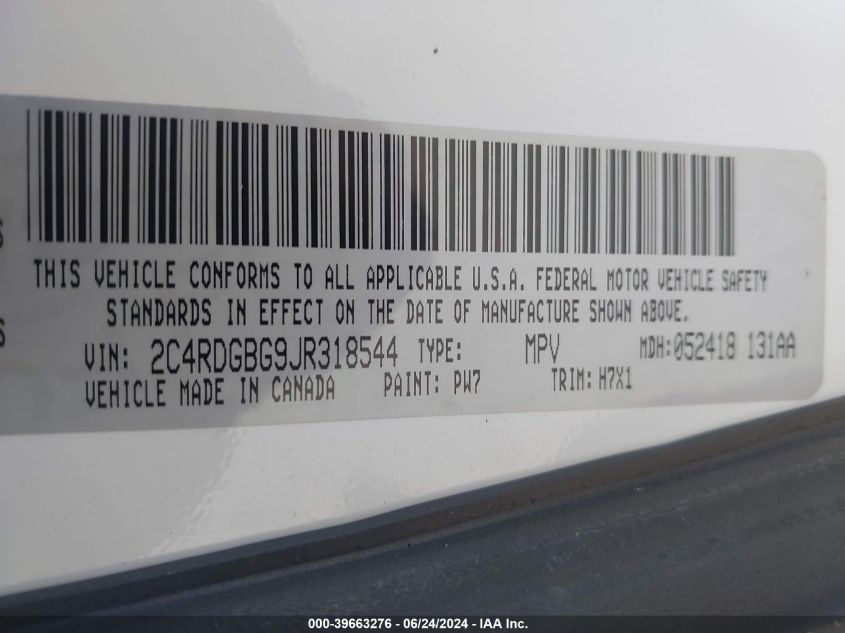 THIS VEHICLE CONFORMS TO ALL APPLICABLE U.S.A. FEDERAL MOTOR VEHICLE SAFETY
STANDARDS IN EFFECT ON THE DATE OF MANUFACTURE SHOWN ABOVE.
VIN: 2C4RDGBG9JR318544 TYPE: MPV MDH:052418 131AA
VEHICLE MADE IN CANADA PAINT: PW7 TRIM: H7X1
000-39663276 - 06/24/2024 - IAA Inc.